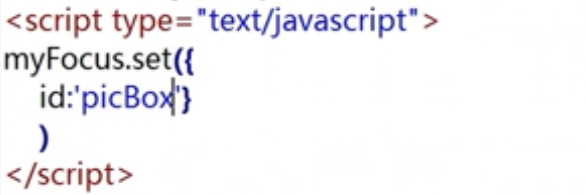 <script type="text/javascript">
myFocus.set({
id:'picBox'}
)
</script>